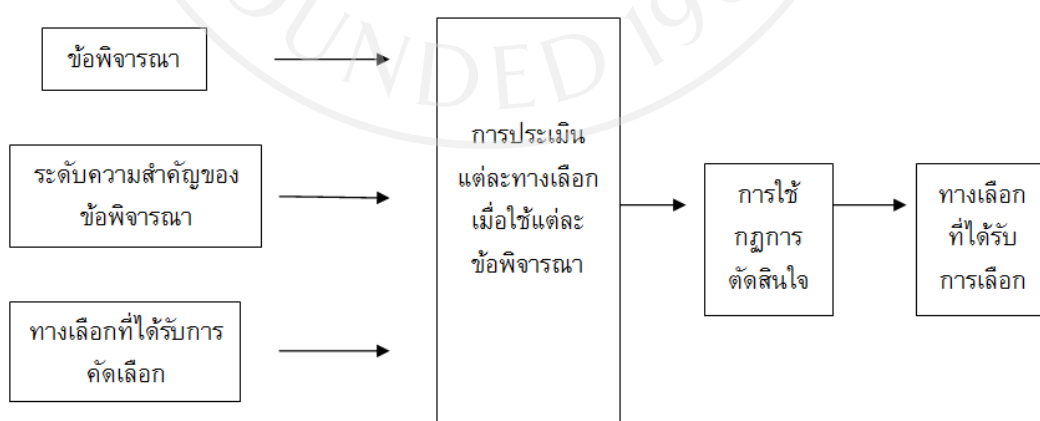 ข้อพิจารณา
ระดับความสำคัญของ
ข้อพิจารณา
ทางเลือกที่ได้รับการ
คัดเลือก
การประเมิน
แต่ละทางเลือก
เมื่อใช้แต่ละ
ข้อพิจารณา
การใช้
กฎการ
ตัดสินใจ
ทางเลือก
ที่ได้รับ
การเลือก
UNDED 19